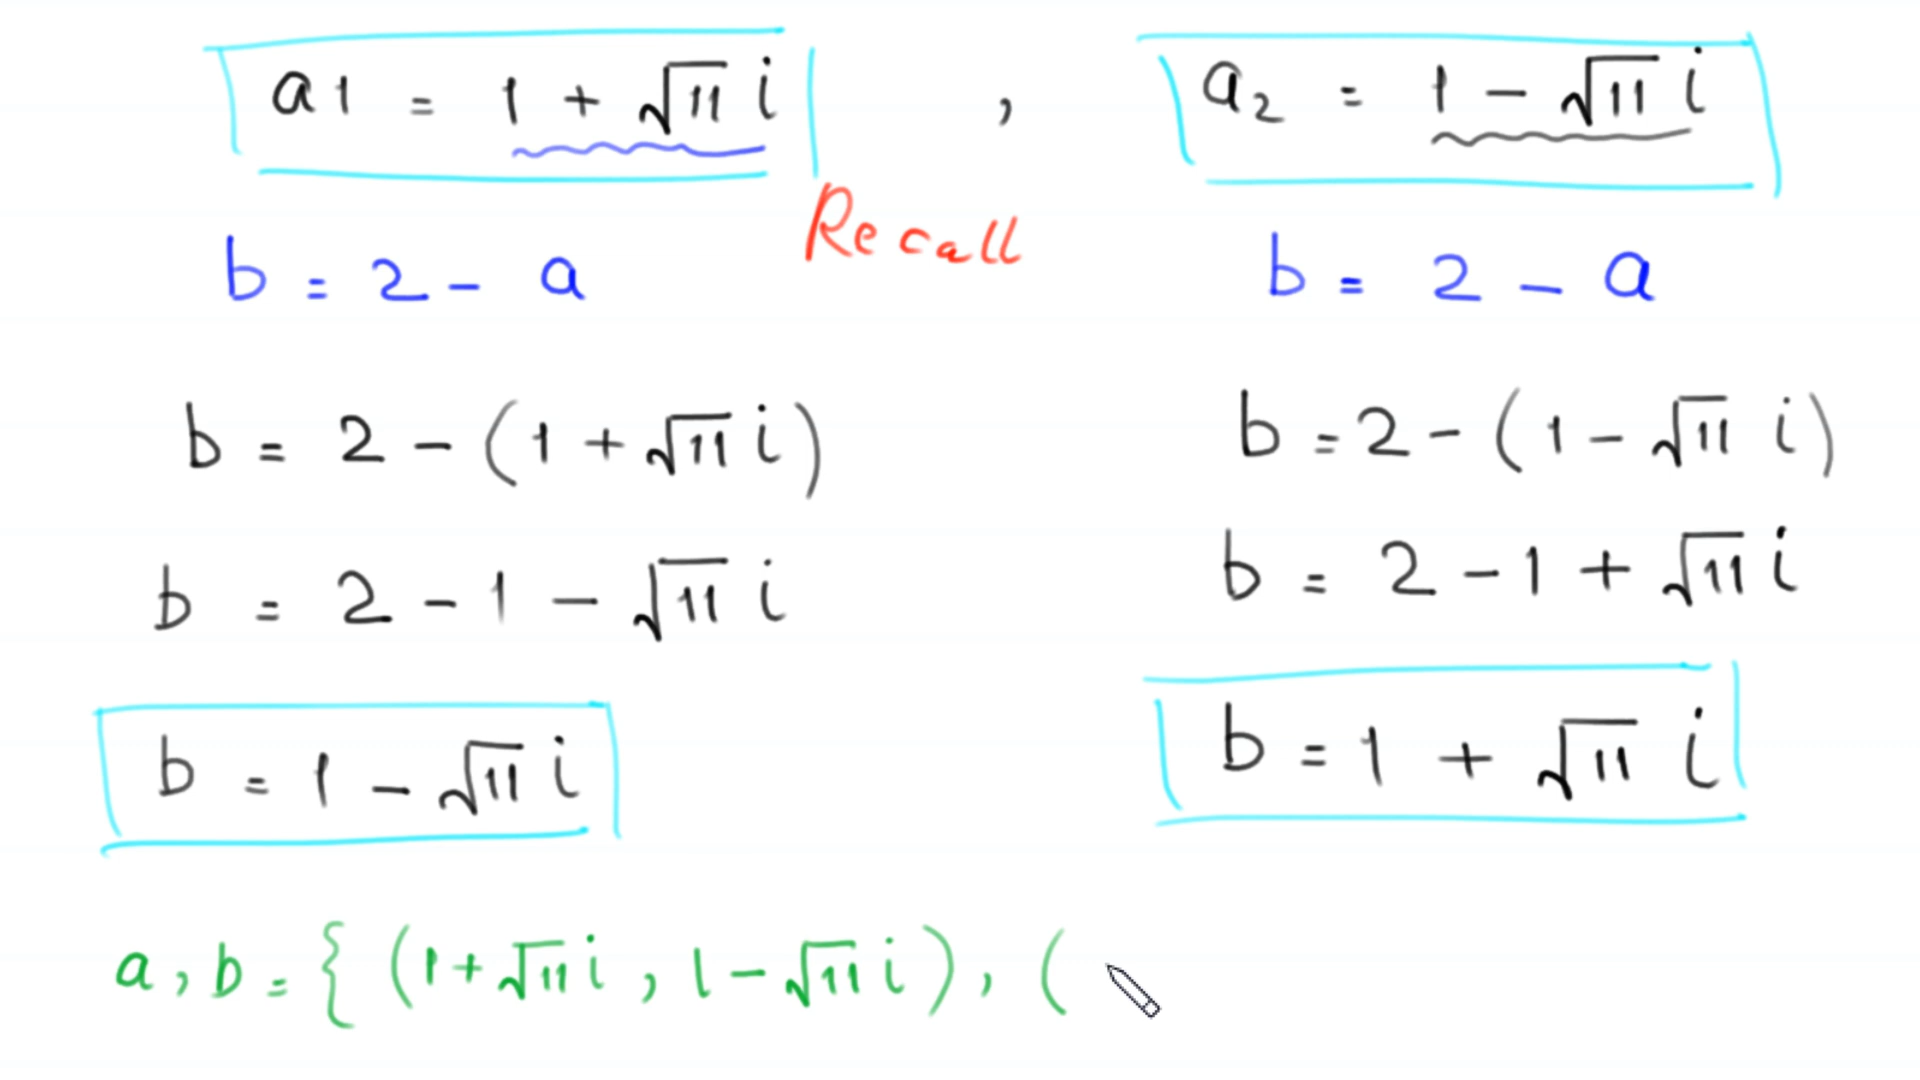 a1 = 1 + √11 i , a₂ = 1 − √11 i
Recall
b = 2 − a
b = 2 − a
b = 2 − (1 + √11 i)
b = 2 − (1 − √11 i)
b = 2 − 1 − √11 i
b = 2 − 1 + √11 i
b = 1 − √11 i
b = 1 + √11 i
a, b = { (1 + √11 i, 1 − √11 i), (